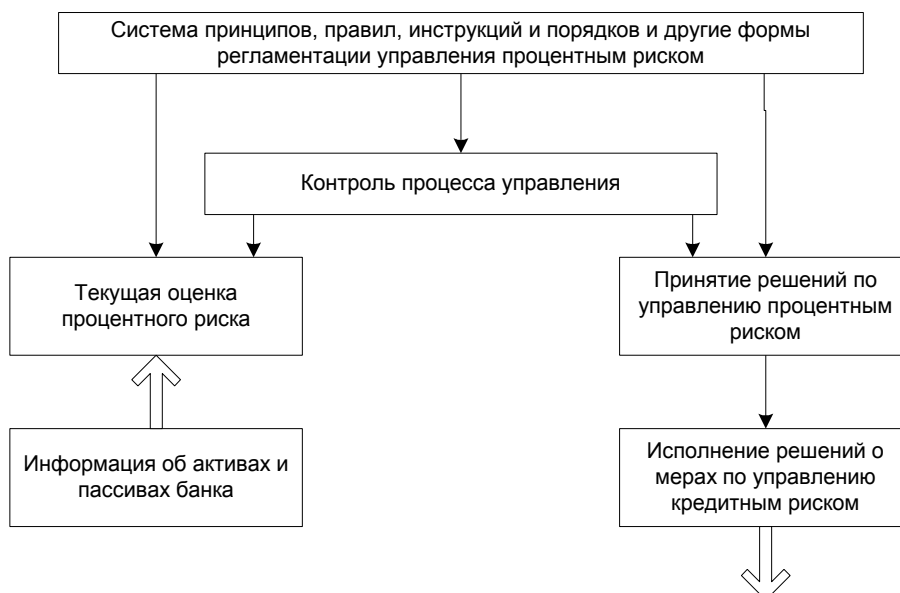 Система принципов, правил, инструкций и порядков и другие формы
регламентации управления процентным риском
Контроль процесса управления
Текущая оценка
процентного риска
Принятие решений по
управлению процентным
риском
Информация об активах и
пассивах банка
Исполнение решений о
мерах по управлению
кредитным риском